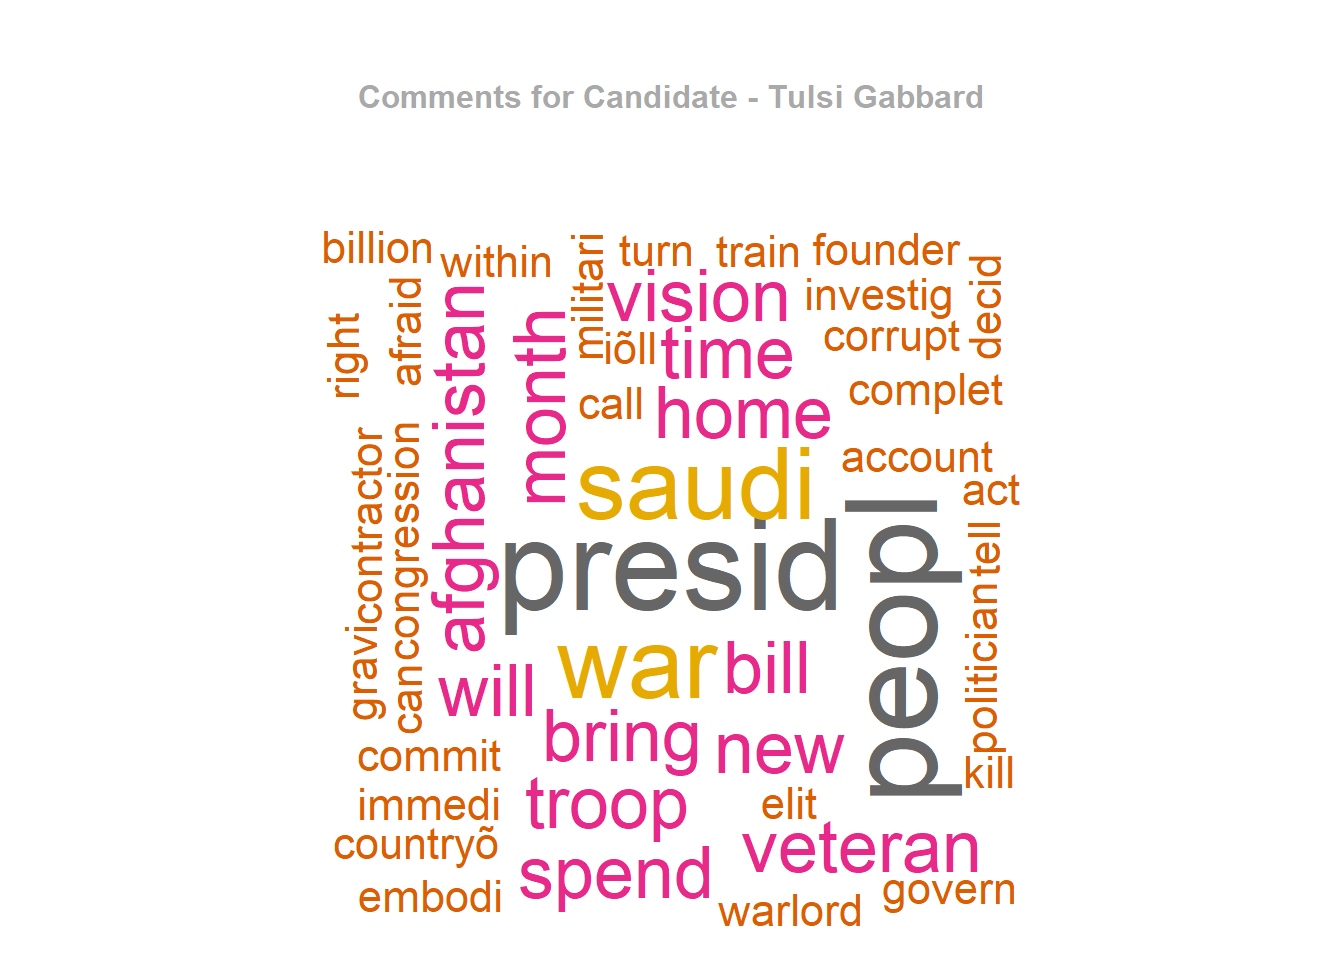 Comments for Candidate - Tulsi Gabbard
billion
within
militari
turn
train
founder
decid
right
afraid
afghanistan
month
vision
investig
iõll
time
corrupt
call
home
complet
contractor
congression
saudi
account
act
presid
peopl
tell
gravi
can
will
war
bill
politician
bring
new
commit
kill
immedi
troop
elit
countryõ
spend
veteran
embodi
warlord
govern